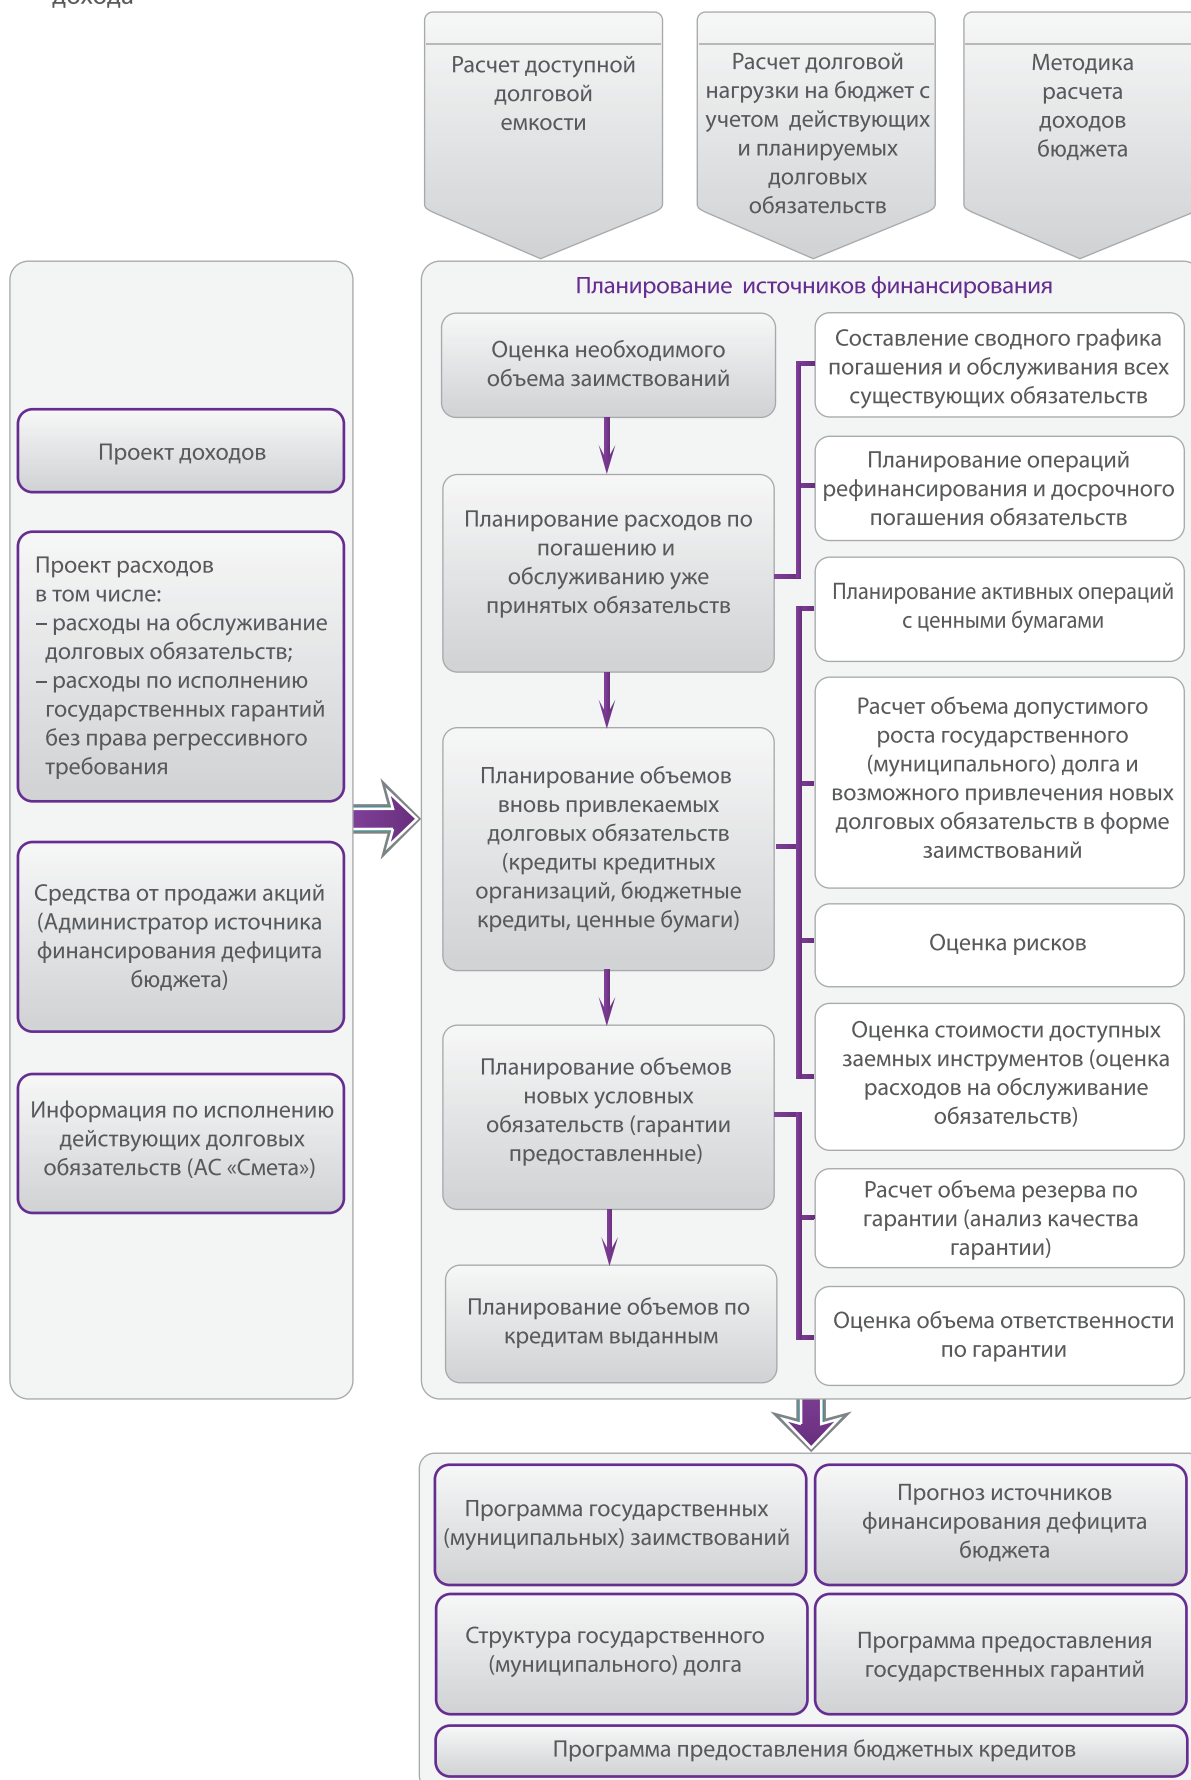 дохода
Расчет доступной
долговой
емкости
Расчет долговой
нагрузки на бюджет с
учетом действующих
и планируемых
долговых
обязательств
Методика
расчета
доходов
бюджета
Проект доходов
Проект расходов
в том числе:
– расходы на обслуживание
долговых обязательств;
– расходы по исполнению
государственных гарантий
без права регрессивного
требования
Средства от продажи акций
(Администратор источника
финансирования дефицита
бюджета)
Информация по исполнению
действующих долговых
обязательств (АС «Смета»)
Планирование источников финансирования
Оценка необходимого
объема заимствований
Планирование расходов по
погашению и
обслуживанию уже
принятых обязательств
Планирование объемов
вновь привлекаемых
долговых обязательств
(кредиты кредитных
организаций, бюджетные
кредиты, ценные бумаги)
Планирование объемов
новых условных
обязательств (гарантии
предоставленные)
Планирование объемов по
кредитам выданным
Составление сводного графика
погашения и обслуживания всех
существующих обязательств
Планирование операций
рефинансирования и досрочного
погашения обязательств
Планирование активных операций
с ценными бумагами
Расчет объема допустимого
роста государственного
(муниципального) долга и
возможного привлечения новых
долговых обязательств в форме
заимствований
Оценка рисков
Оценка стоимости доступных
заемных инструментов (оценка
расходов на обслуживание
обязательств)
Расчет объема резерва по
гарантии (анализ качества
гарантии)
Оценка объема ответственности
по гарантии
Программа государственных
(муниципальных) заимствований
Прогноз источников
финансирования дефицита
бюджета
Структура государственного
(муниципального) долга
Программа предоставления
государственных гарантий
Программа предоставления бюджетных кредитов